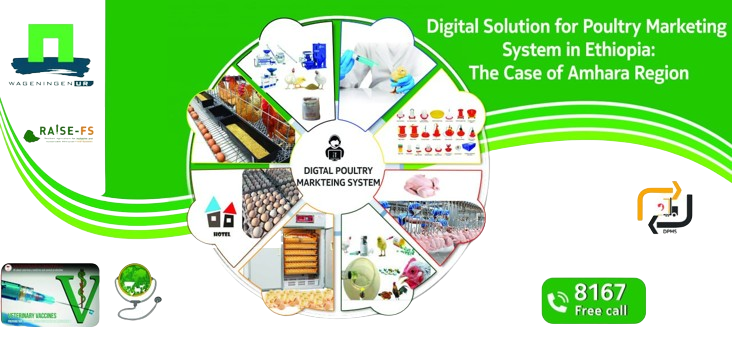 Digital Solution for Poultry Marketing
System in Ethiopia:
The Case of Amhara Region
WAGENINGEN UR
RAISE-FS
DIGTAL POULTRY
MARKTEING SYSTEM
HOTEL
DPMS
V
VETERINARY VACCINES
8167
Free call